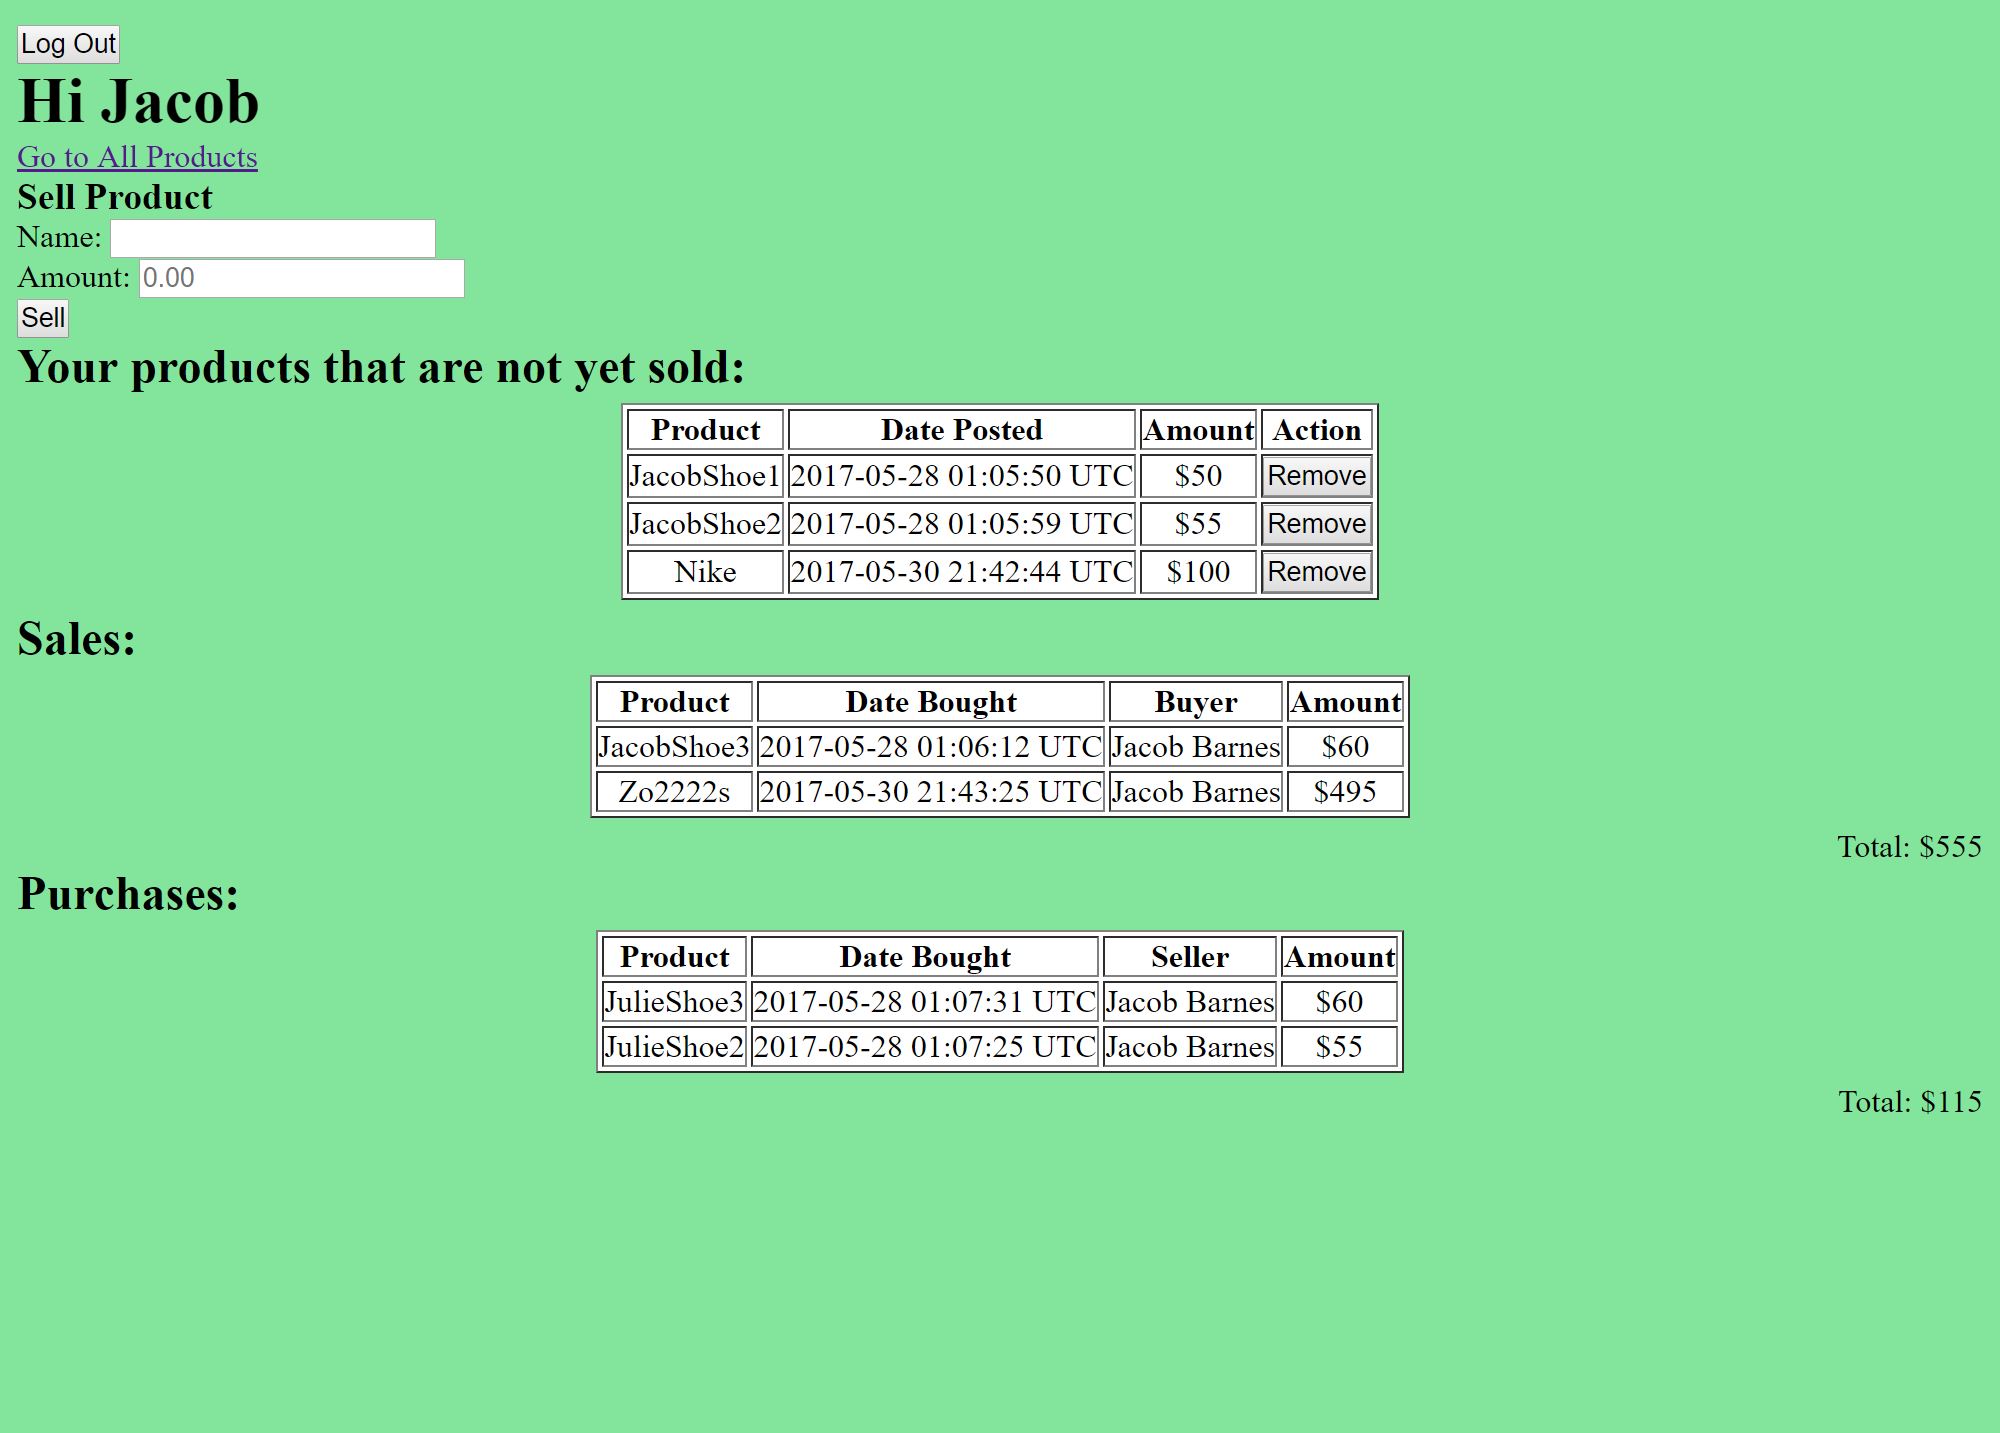 Log Out
Hi Jacob
Go to All Products
Sell Product
Name:
Amount: 0.00
Sell
Your products that are not yet sold:
Product Date Posted Amount Action
JacobShoe1 2017-05-28 01:05:50 UTC $50 Remove
JacobShoe2 2017-05-28 01:05:59 UTC $55 Remove
Nike 2017-05-30 21:42:44 UTC $100 Remove
Sales:
Product Date Bought Buyer Amount
JacobShoe3 2017-05-28 01:06:12 UTC Jacob Barnes $60
Zo2222s 2017-05-30 21:43:25 UTC Jacob Barnes $495
Total: $555
Purchases:
Product Date Bought Seller Amount
JulieShoe3 2017-05-28 01:07:31 UTC Jacob Barnes $60
JulieShoe2 2017-05-28 01:07:25 UTC Jacob Barnes $55
Total: $115